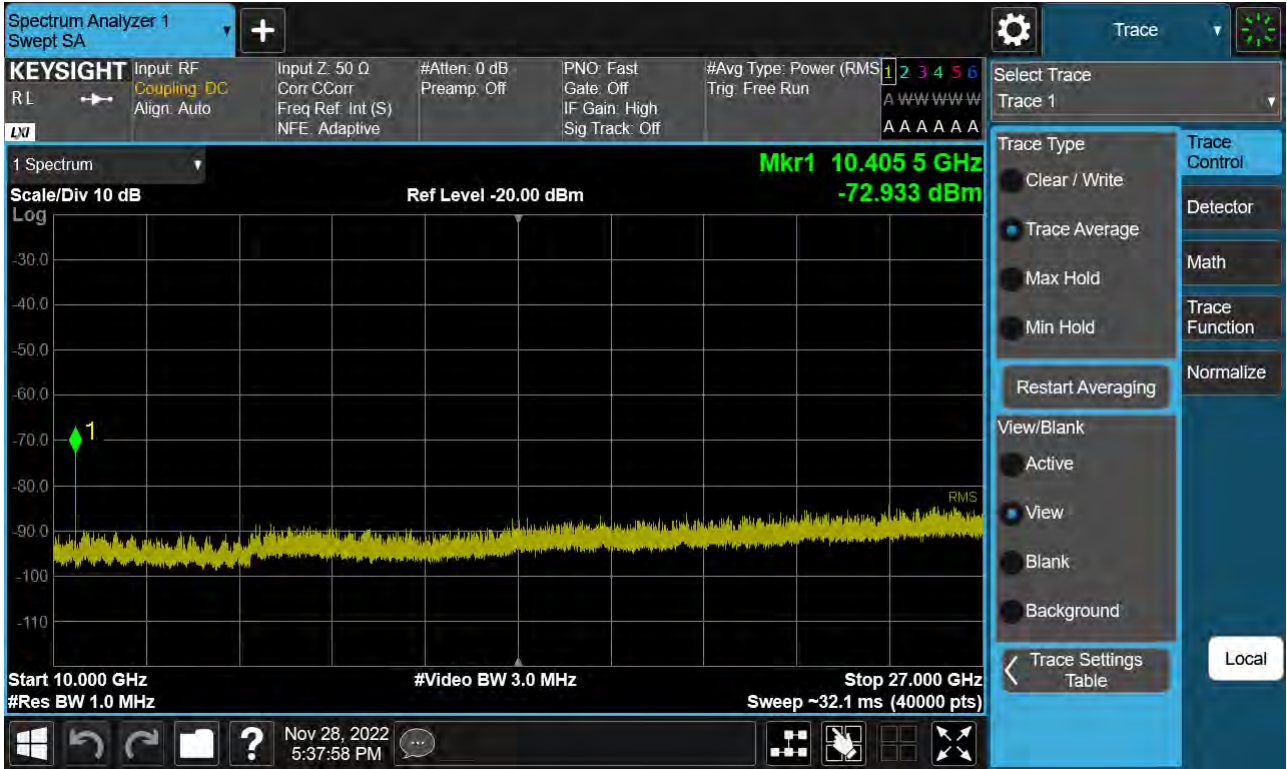 Spectrum Analyzer 1
Swept SA
+
Trace
KEYSIGHT
R L
LXI
Input: RF
Coupling: DC
Align: Auto
Input Z: 50 Ω
Corr CCorr
Freq Ref: Int (S)
NFE: Adaptive
#Atten: 0 dB
Preamp: Off
PNO: Fast
Gate: Off
IF Gain: High
Sig Track: Off
#Avg Type: Power (RMS
Trig: Free Run
1 2 3 4 5 6
A W W W W W
A A A A A A
Select Trace
Trace 1
1 Spectrum
Scale/Div 10 dB
Ref Level -20.00 dBm
Mkr1 10.405 5 GHz
-72.933 dBm
Log
-30.0
-40.0
-50.0
-60.0
-70.0
-80.0
-90.0
-100
-110
1
RMS
Start 10.000 GHz
#Video BW 3.0 MHz
Stop 27.000 GHz
#Res BW 1.0 MHz
Sweep ~32.1 ms (40000 pts)
Trace Type
Clear / Write
Trace Average
Max Hold
Min Hold
Restart Averaging
View/Blank
Active
View
Blank
Background
Trace Settings
Table
Trace
Control
Detector
Math
Trace
Function
Normalize
Local
?
Nov 28, 2022
5:37:58 PM